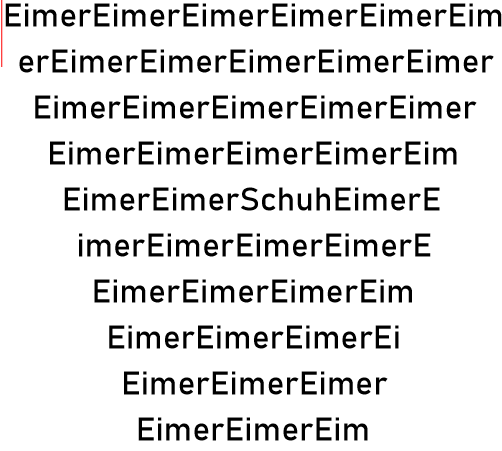 EimerEimerEimerEimerEimerEim
erEimerEimerEimerEimerEimer
EimerEimerEimerEimerEimer
EimerEimerEimerEimerEim
EimerEimerSchuhEimerE
imerEimerEimerEimerE
EimerEimerEimerEim
EimerEimerEimerEi
EimerEimerEimer
EimerEimerEim